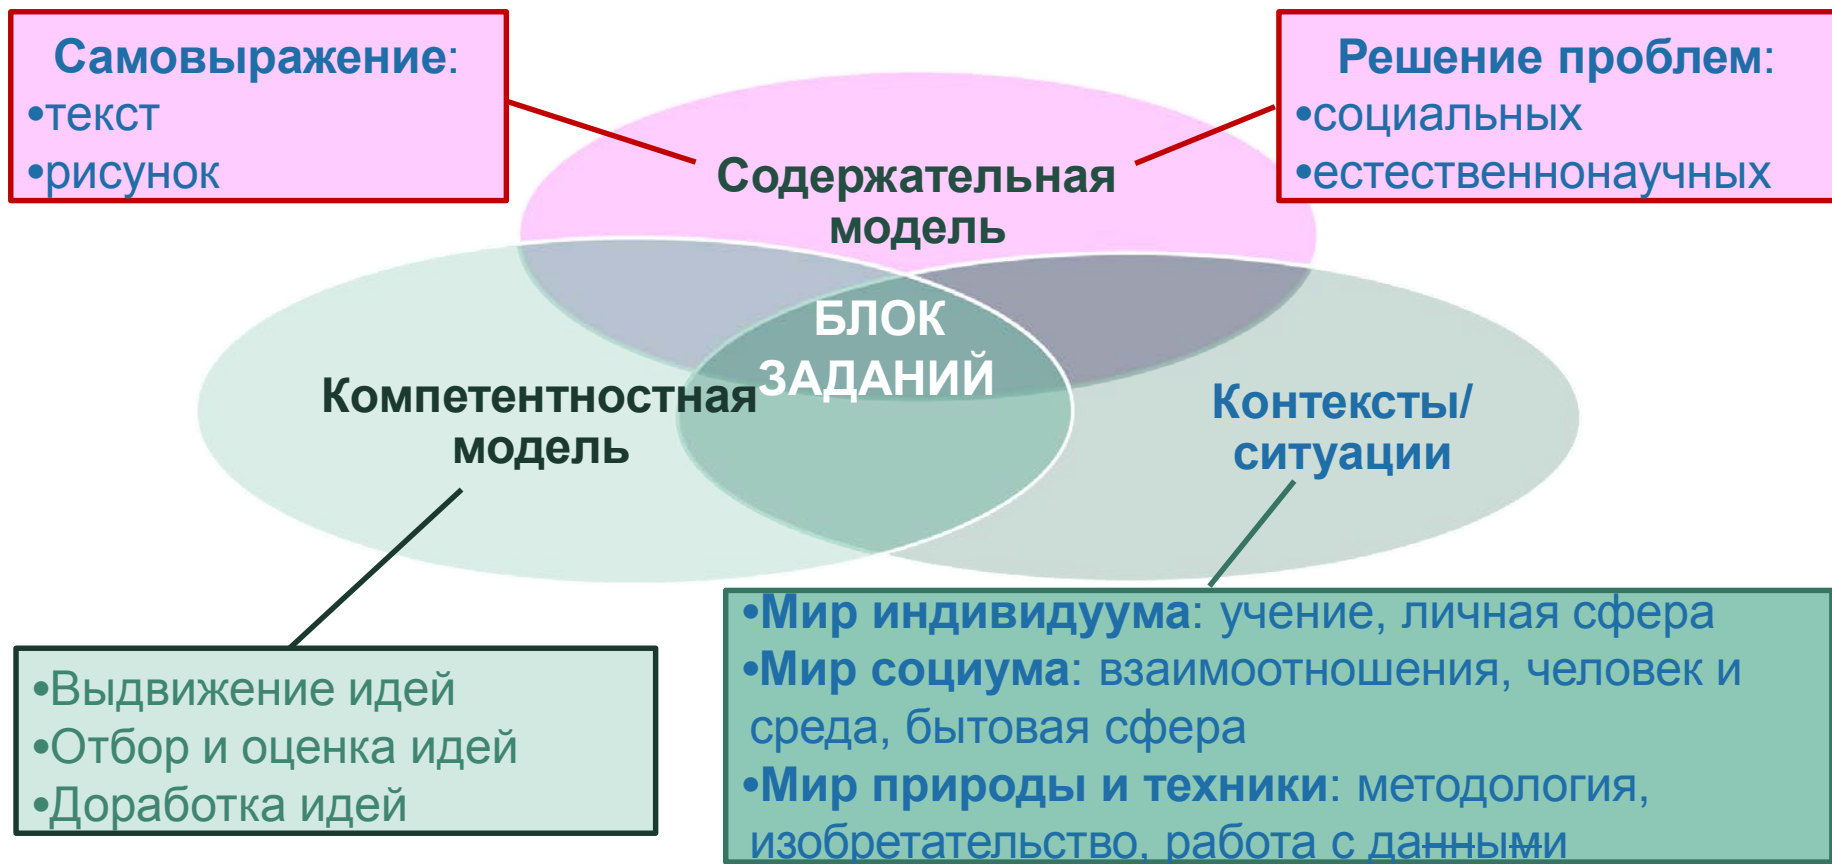 Самовыражение:
•текст
•рисунок
Решение проблем:
•социальных
•естественнонаучных
Содержательная
модель
БЛОК
ЗАДАНИЙ
Компетентностная
модель
Контексты/
ситуации
•Выдвижение идей
•Отбор и оценка идей
•Доработка идей
•Мир индивидуума: учение, личная сфера
•Мир социума: взаимоотношения, человек и
среда, бытовая сфера
•Мир природы и техники: методология,
изобретательство, работа с данными